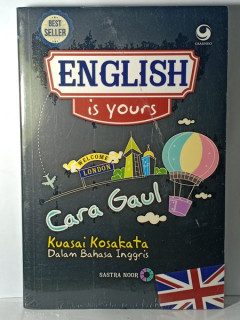 BEST
SELLER
ENGLISH
is yours
WELCOME
LONDON
Cara Gaul
Kuasai Kosakata
Dalam Bahasa Inggris
SASTRA NOOR